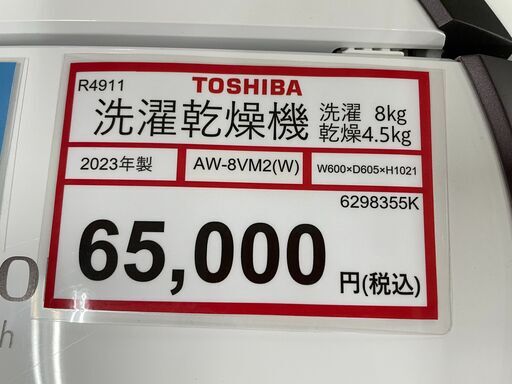 R4911
TOSHIBA
洗濯乾燥機
洗濯 8kg
乾燥4.5kg
2023年製
AW-8VM2(W)
W600×D605×H1021
6298355K
65,000
円(税込)